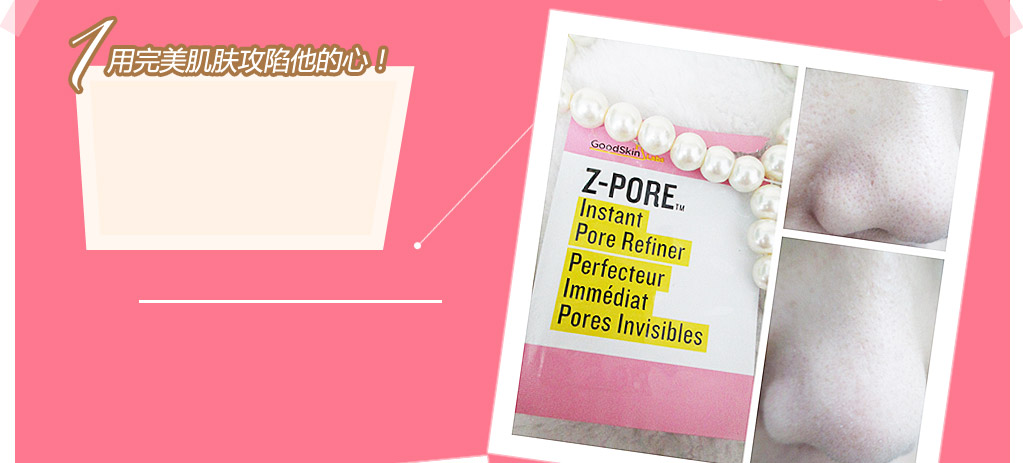 1 用完美肌肤攻陷他的心！
GoodSkin
Z-PORE™
Instant
Pore Refiner
Perfecteur
Immédiat
Pores Invisibles